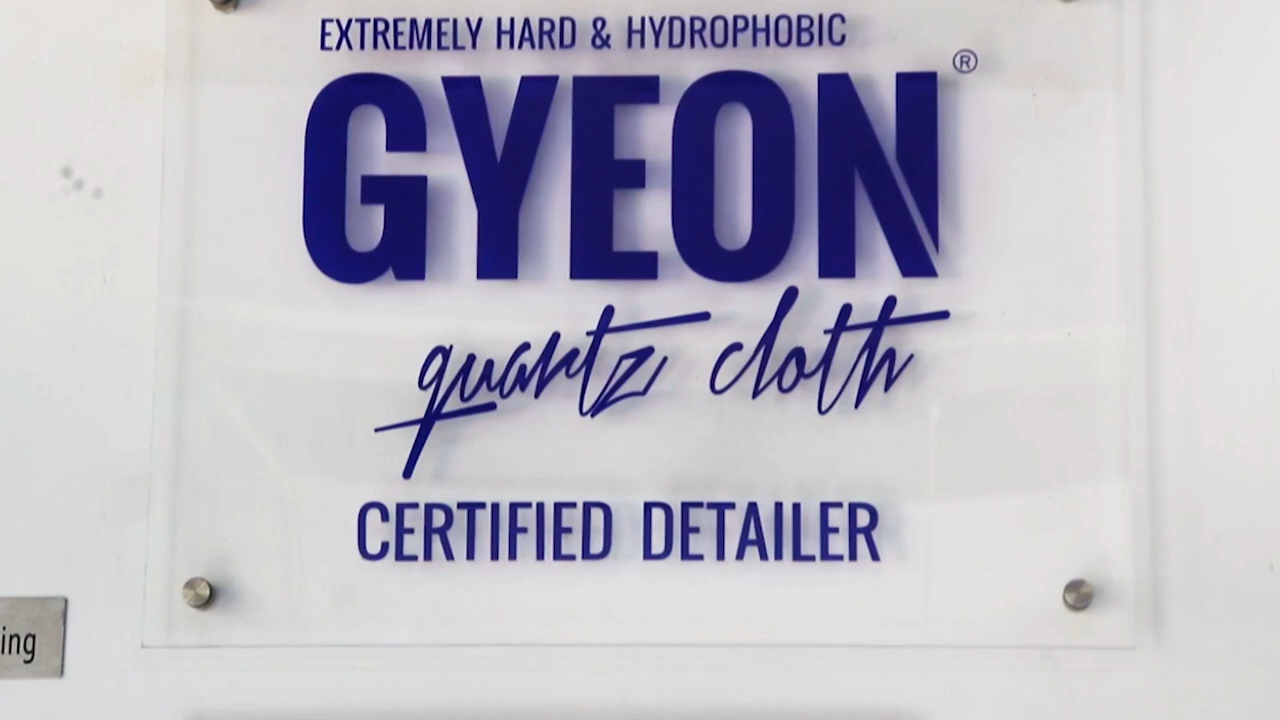 EXTREMELY HARD & HYDROPHOBIC
GYEON®
quartz cloth
CERTIFIED DETAILER
ing